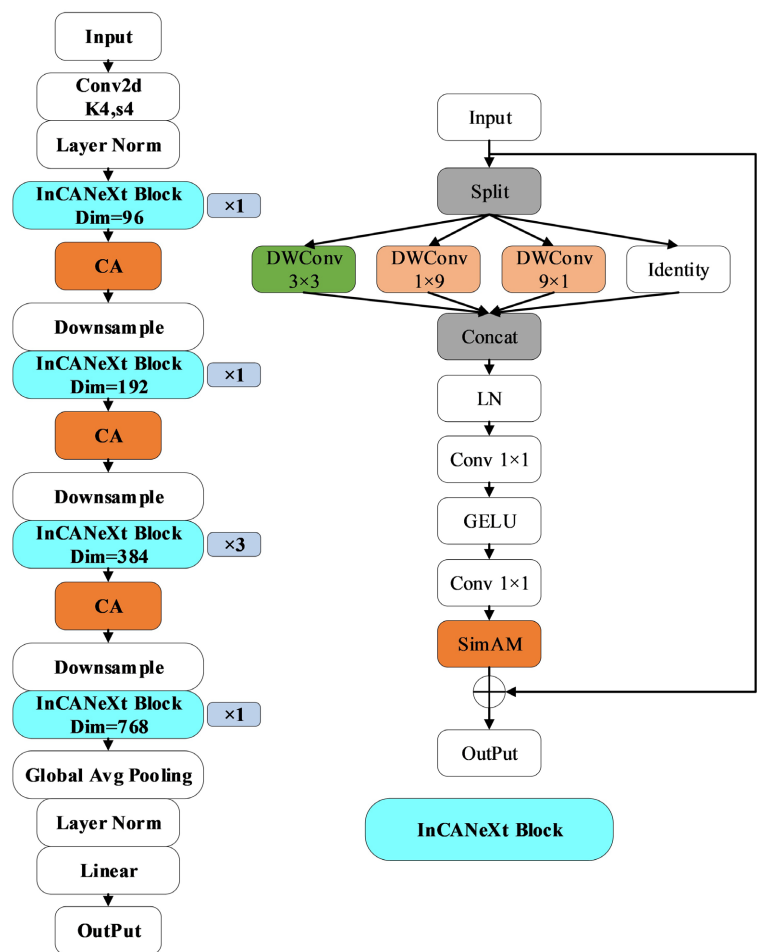 Input
Conv2d
K4,s4
Layer Norm
InCANeXt Block
Dim=96
×1
CA
Downsample
InCANeXt Block
Dim=192
×1
CA
Downsample
InCANeXt Block
Dim=384
×3
CA
Downsample
InCANeXt Block
Dim=768
×1
Global Avg Pooling
Layer Norm
Linear
OutPut
Input
Split
DWConv
3×3
DWConv
1×9
DWConv
9×1
Identity
Concat
LN
Conv 1×1
GELU
Conv 1×1
SimAM
OutPut
InCANeXt Block